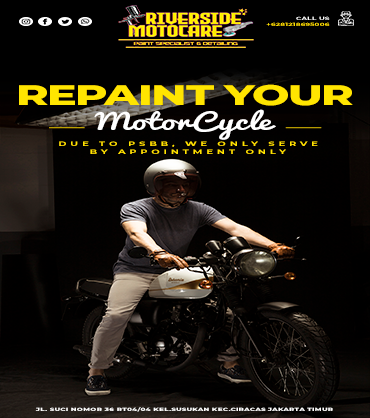 RIVERSIDE
MOTOCARE
PAINT SPECIALIST & DETAILING
CALL US
+6281218695006
REPAINT YOUR
MotorCycle
DUE TO PSBB, WE ONLY SERVE
BY APPOINTMENT ONLY
JL. SUCI NOMOR 36 RT04/04 KEL.SUSUKAN KEC.CIRACAS JAKARTA TIMUR